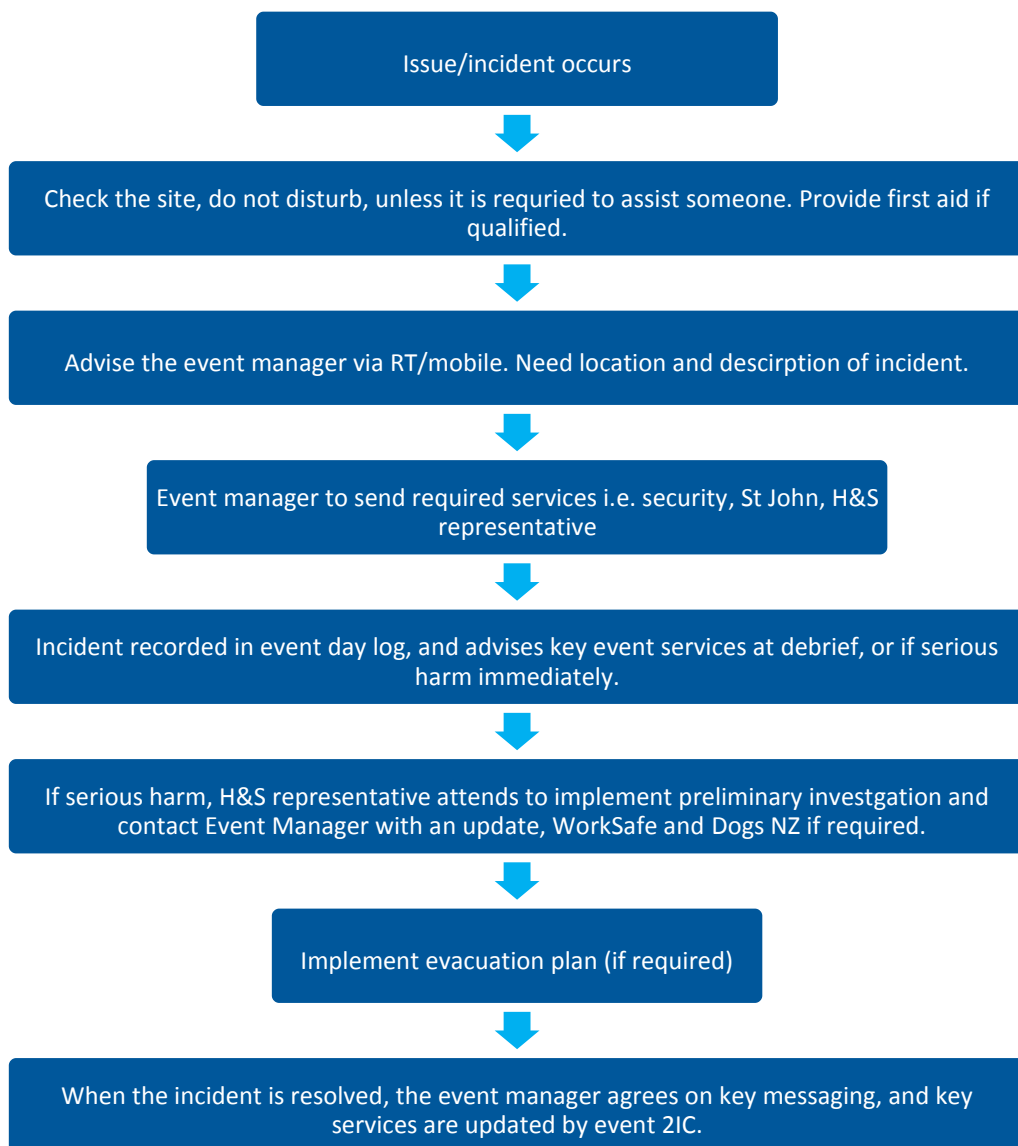 Issue/incident occurs
Check the site, do not disturb, unless it is requried to assist someone. Provide first aid if
qualified.
Advise the event manager via RT/mobile. Need location and descirption of incident.
Event manager to send required services i.e. security, St John, H&S
representative
Incident recorded in event day log, and advises key event services at debrief, or if serious
harm immediately.
If serious harm, H&S representative attends to implement preliminary investgation and
contact Event Manager with an update, WorkSafe and Dogs NZ if required.
Implement evacuation plan (if required)
When the incident is resolved, the event manager agrees on key messaging, and key
services are updated by event 2IC.